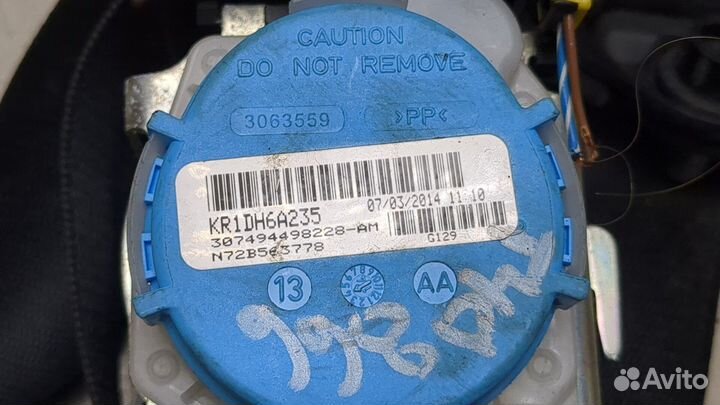 CAUTION
DO NOT REMOVE
3063559 >PP<
KR1DH6A235 07/03/2014 11:10
307494498228-AM
N72B563778 G129
13 AA
Avito